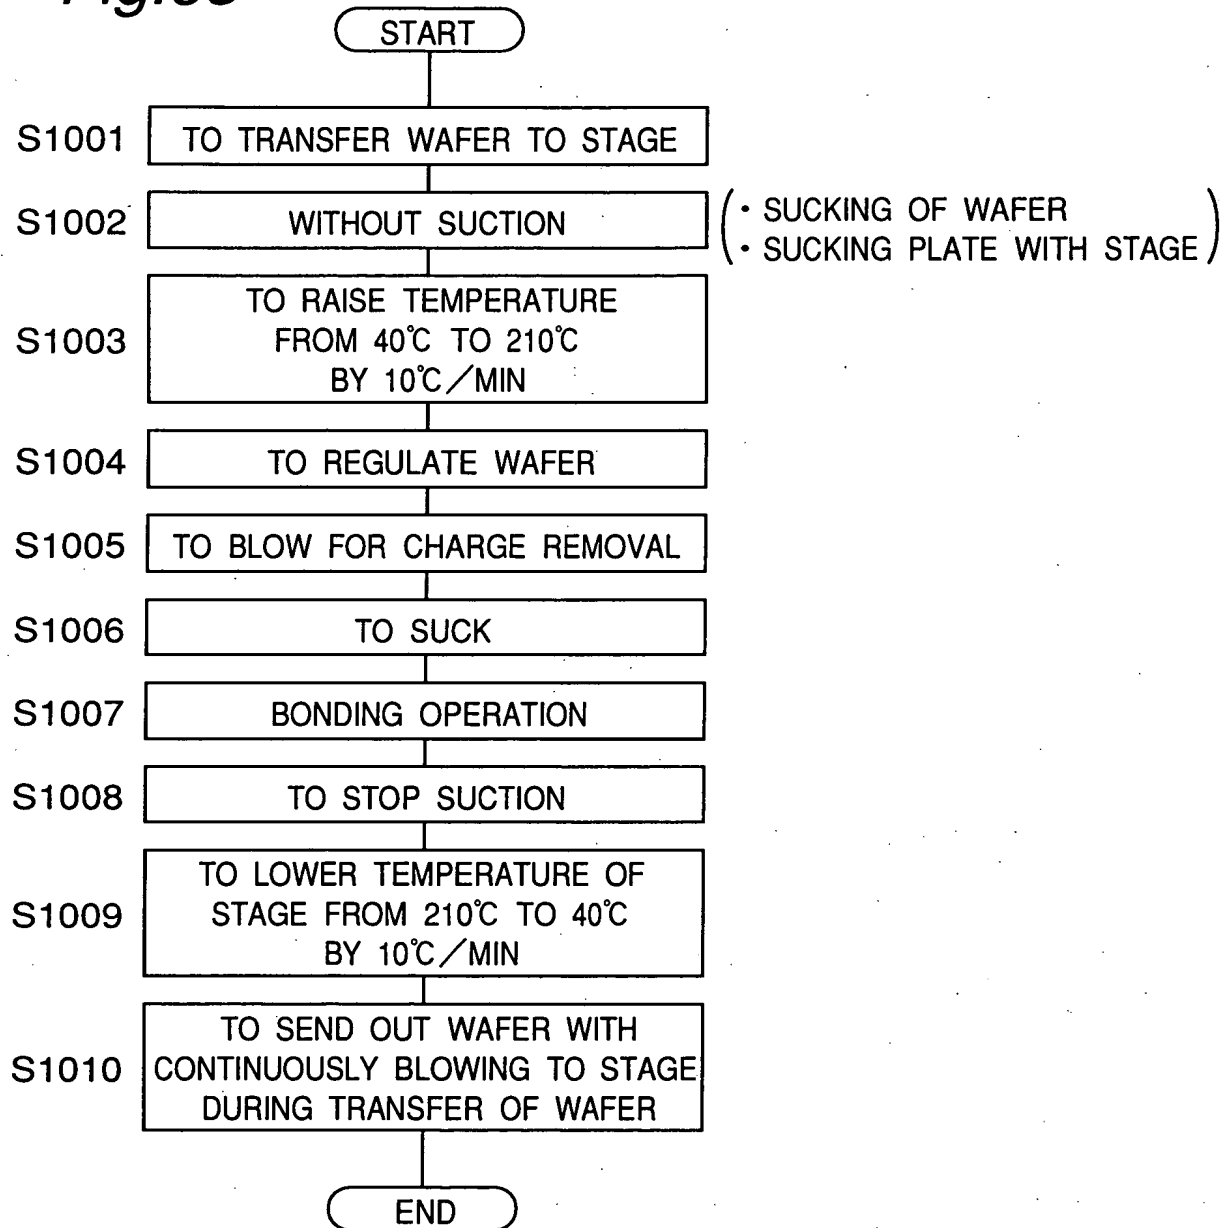 START
S1001 TO TRANSFER WAFER TO STAGE
S1002 WITHOUT SUCTION
(・SUCKING OF WAFER
・SUCKING PLATE WITH STAGE)
S1003
TO RAISE TEMPERATURE
FROM 40℃ TO 210℃
BY 10℃/MIN
S1004 TO REGULATE WAFER
S1005 TO BLOW FOR CHARGE REMOVAL
S1006 TO SUCK
S1007 BONDING OPERATION
S1008 TO STOP SUCTION
S1009
TO LOWER TEMPERATURE OF
STAGE FROM 210℃ TO 40℃
BY 10℃/MIN
S1010
TO SEND OUT WAFER WITH
CONTINUOUSLY BLOWING TO STAGE
DURING TRANSFER OF WAFER
END